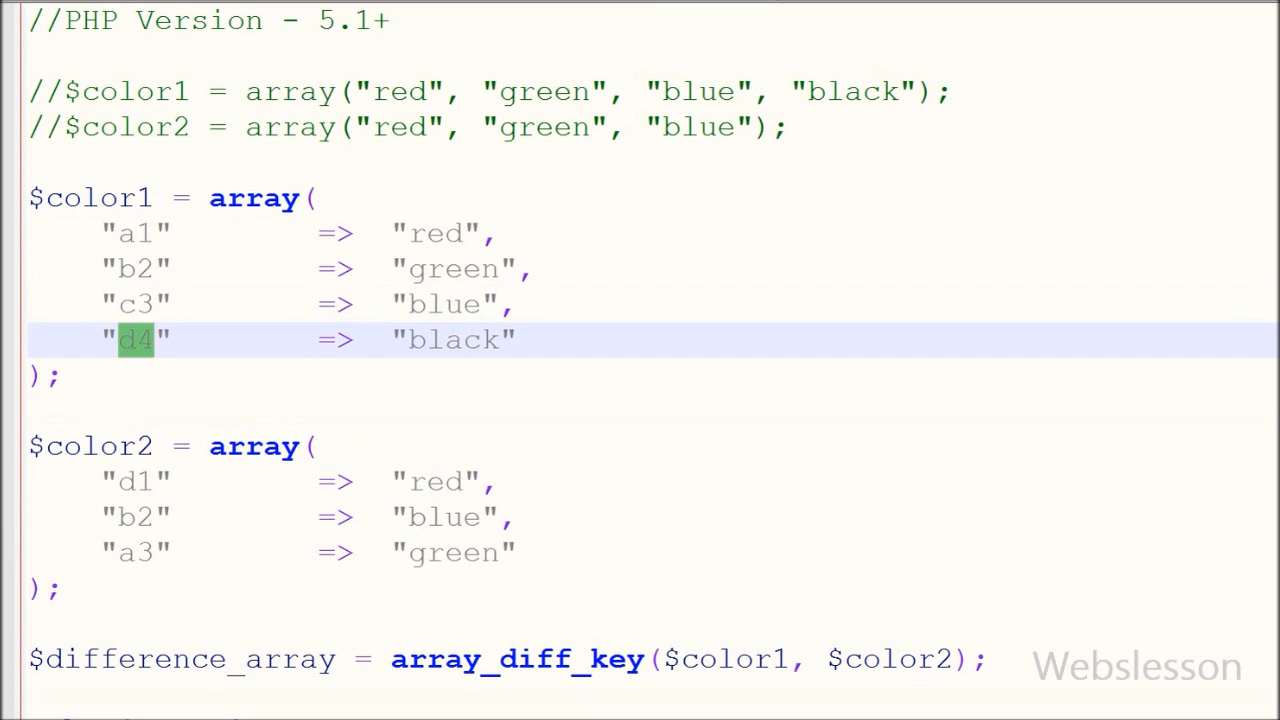 //PHP Version - 5.1+
//$color1 = array("red", "green", "blue", "black");
//$color2 = array("red", "green", "blue");
$color1 = array(
"a1" => "red",
"b2" => "green",
"c3" => "blue",
"d4" => "black"
);
$color2 = array(
"d1" => "red",
"b2" => "blue",
"a3" => "green"
);
$difference_array = array_diff_key($color1, $color2);
Webslesson